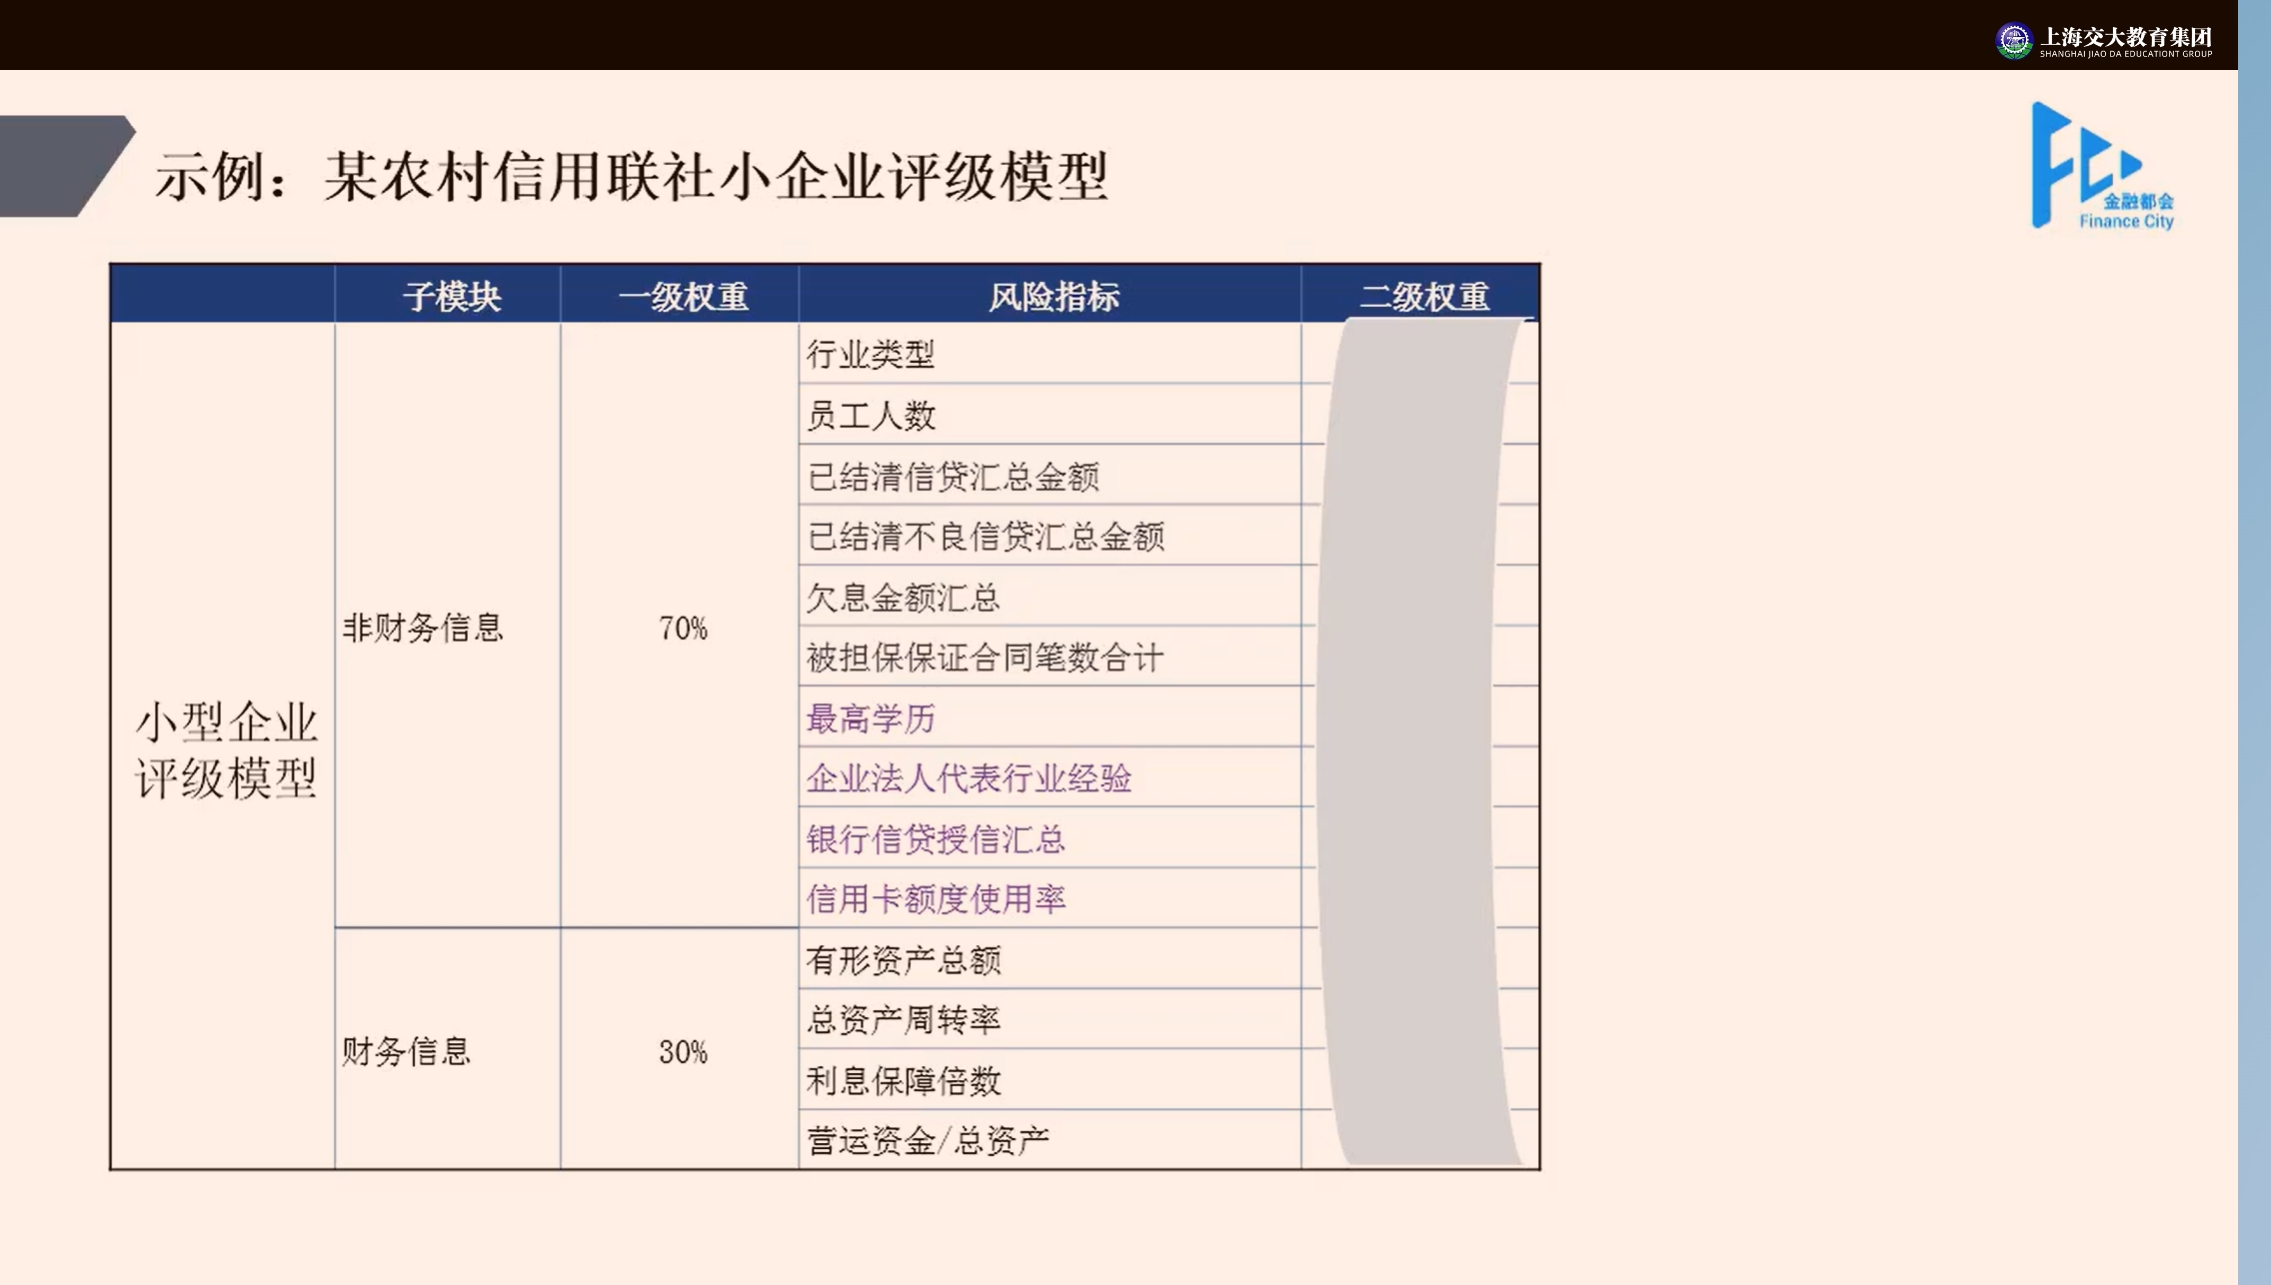 上海交大教育集团
SHANGHAI JIAO DA EDUCATIONT GROUP
示例：某农村信用联社小企业评级模型
金融都会
Finance City
子模块 一级权重 风险指标 二级权重
小型企业
评级模型
非财务信息 70%
行业类型
员工人数
已结清信贷汇总金额
已结清不良信贷汇总金额
欠息金额汇总
被担保保证合同笔数合计
最高学历
企业法人代表行业经验
银行信贷授信汇总
信用卡额度使用率
财务信息 30%
有形资产总额
总资产周转率
利息保障倍数
营运资金/总资产